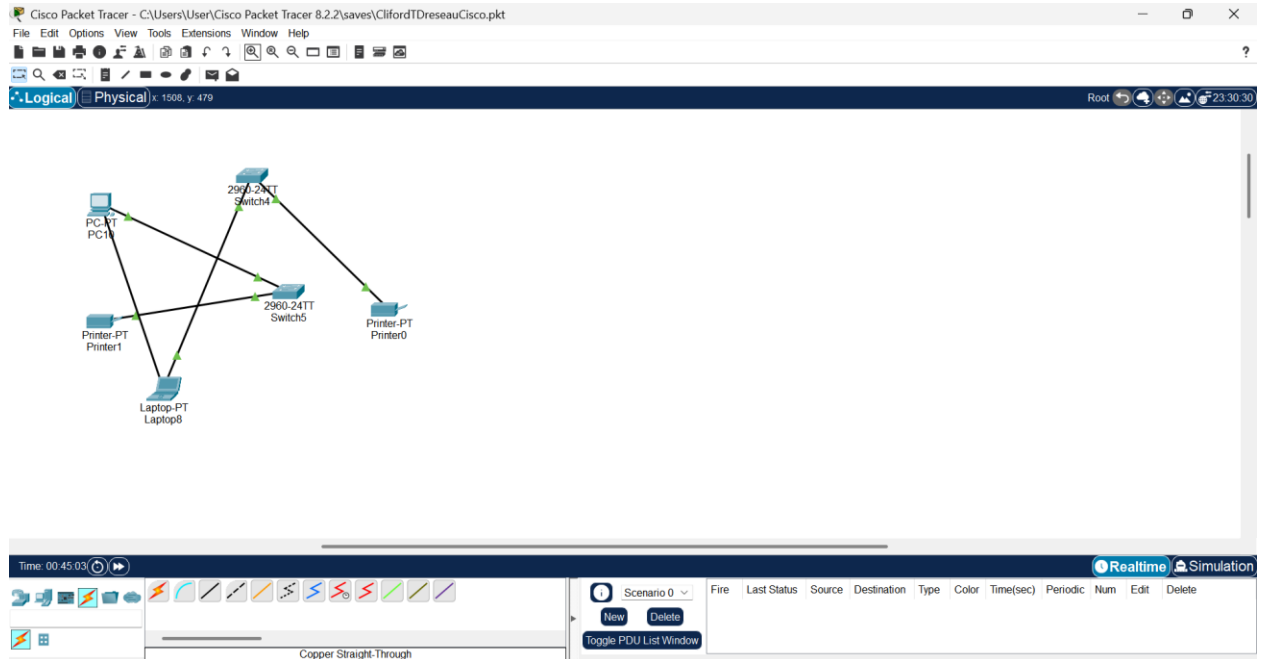 Cisco Packet Tracer - C:\Users\User\Cisco Packet Tracer 8.2.2\saves\ClifordTDreseauCisco.pkt
File Edit Options View Tools Extensions Window Help
?
Logical Physical x: 1508, y: 479 Root 23:30:30
2960-24TT
Switch4
PC-PT
PC10
2960-24TT
Switch5
Printer-PT
Printer0
Printer-PT
Printer1
Laptop-PT
Laptop8
Time: 00:45:03 Realtime Simulation
Scenario 0 Fire Last Status Source Destination Type Color Time(sec) Periodic Num Edit Delete
New Delete
Toggle PDU List Window
Copper Straight-Through